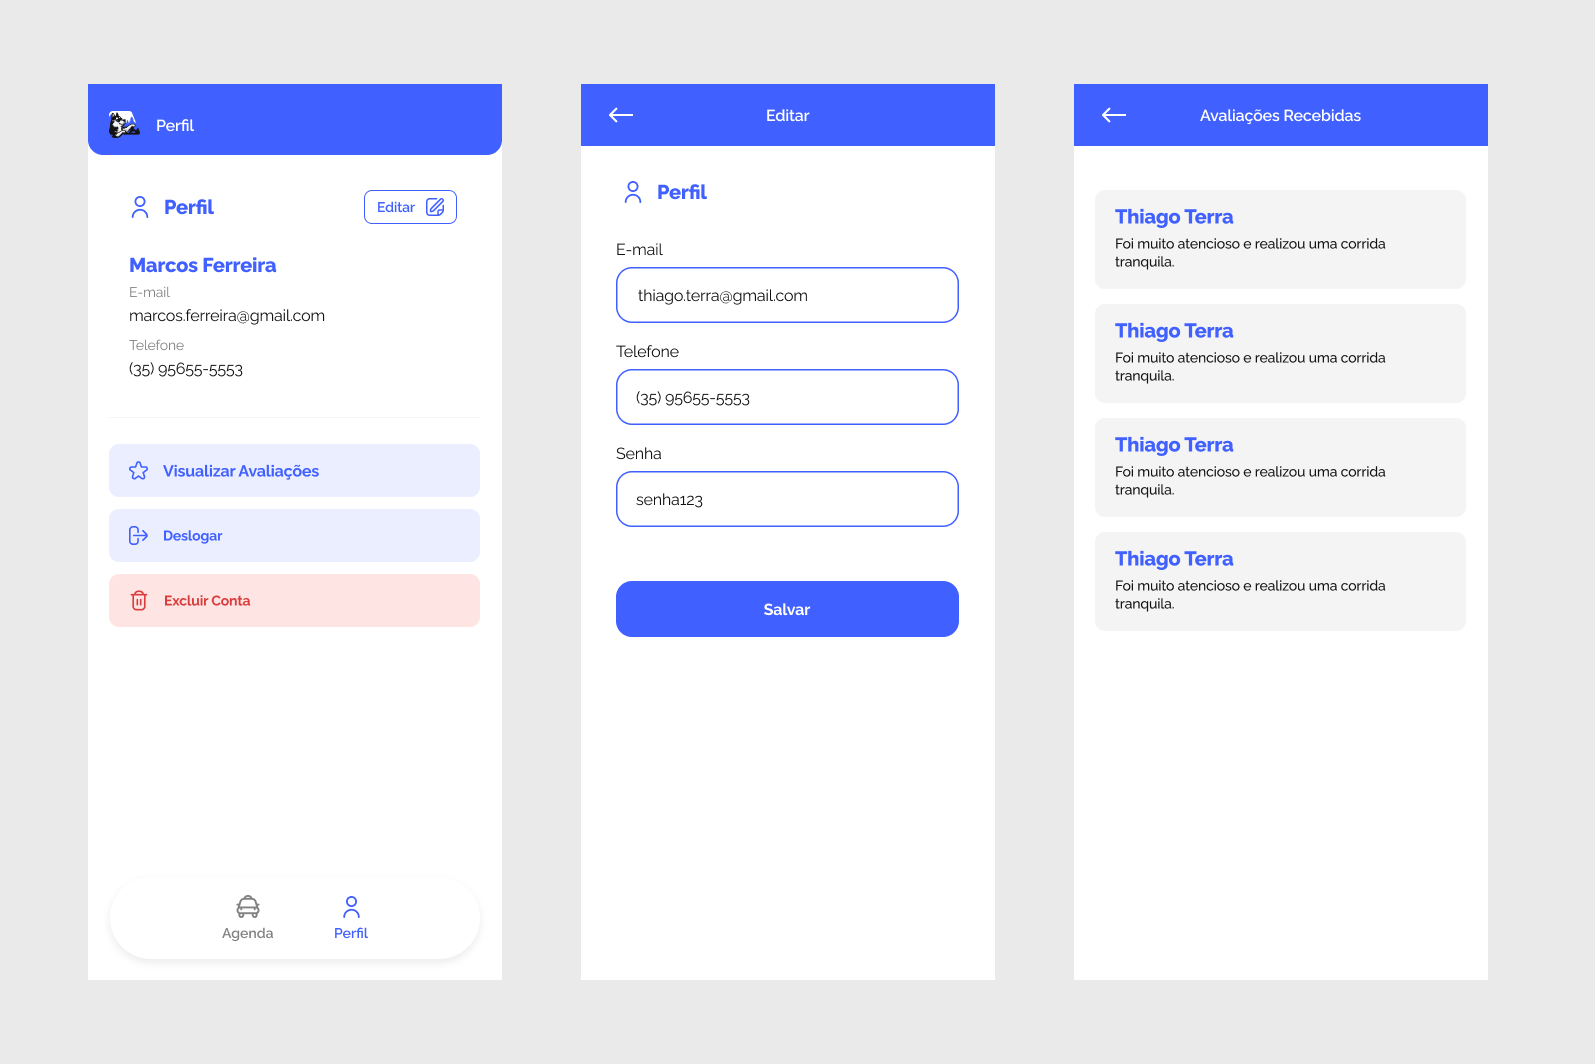 Perfil
Perfil
Editar
Marcos Ferreira
E-mail
marcos.ferreira@gmail.com
Telefone
(35) 95655-5553
Visualizar Avaliações
Deslogar
Excluir Conta
Agenda
Perfil
Editar
Perfil
E-mail
thiago.terra@gmail.com
Telefone
(35) 95655-5553
Senha
senha123
Salvar
Avaliações Recebidas
Thiago Terra
Foi muito atencioso e realizou uma corrida
tranquila.
Thiago Terra
Foi muito atencioso e realizou uma corrida
tranquila.
Thiago Terra
Foi muito atencioso e realizou uma corrida
tranquila.
Thiago Terra
Foi muito atencioso e realizou uma corrida
tranquila.